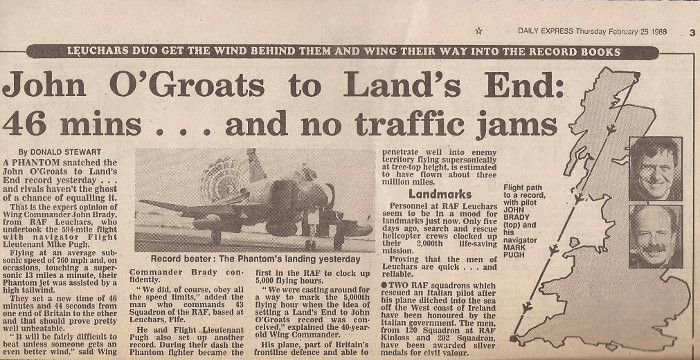 ☆ DAILY EXPRESS Thursday February 25 1988 3
LEUCHARS DUO GET THE WIND BEHIND THEM AND WING THEIR WAY INTO THE RECORD BOOKS
John O'Groats to Land's End:
46 mins . . . and no traffic jams
By DONALD STEWART
A PHANTOM snatched the
John O'Groats to Land's
End record yesterday . . .
and rivals haven't the ghost
of a chance of equalling it.
That is the expert opinion of
Wing Commander John Brady,
from RAF Leuchars, who
undertook the 594-mile flight
with navigator Flight
Lieutenant Mike Pugh.
Flying at an average sub-
sonic speed of 760 mph and, on
occasions, touching a super-
sonic 13 miles a minute, their
Phantom jet was assisted by a
high tailwind.
They set a new time of 46
minutes and 44 seconds from
one end of Britain to the other
and that should prove pretty
well unbeatable.
"It will be fairly difficult to
beat unless someone gets an
even better wind," said Wing
Record beater: The Phantom's landing yesterday
Commander Brady con-
fidently.
"We did, of course, obey all
the speed limits," added the
man who commands 43
Squadron of the RAF, based at
Leuchars, Fife.
He and Flight Lieutenant
Pugh also set up another
record. During their dash the
Phantom fighter became the
first in the RAF to clock up
5,000 flying hours.
"We were casting around
for a way to mark the 5,000th
flying hour when the idea of
setting a Land's End to John
O'Groats record was con-
ceived," explained the 40-year-
old Wing Commander.
His plane, part of Britain's
frontline defence and able to
penetrate well into enemy
territory flying supersonically
at tree-top height, is estimated
to have flown about three
million miles.
Landmarks
Personnel at RAF Leuchars
seem to be in a mood for
landmarks just now. Only five
days ago, search and rescue
helicopter crews clocked up
their 2,000th life-saving
mission.
Proving that the men of
Leuchars are quick . . . and
reliable.
● TWO RAF squadrons which
rescued an Italian pilot after
his plane ditched into the sea
off the West coast of Ireland
have been honoured by the
Italian government. The men,
from 120 Squadron at RAF
Kinloss and 202 Squadron,
have been awarded silver
medals for civil valour.
Flight path
to a record,
with pilot
JOHN
BRADY
(top) and
his
navigator
MARK
PUGH